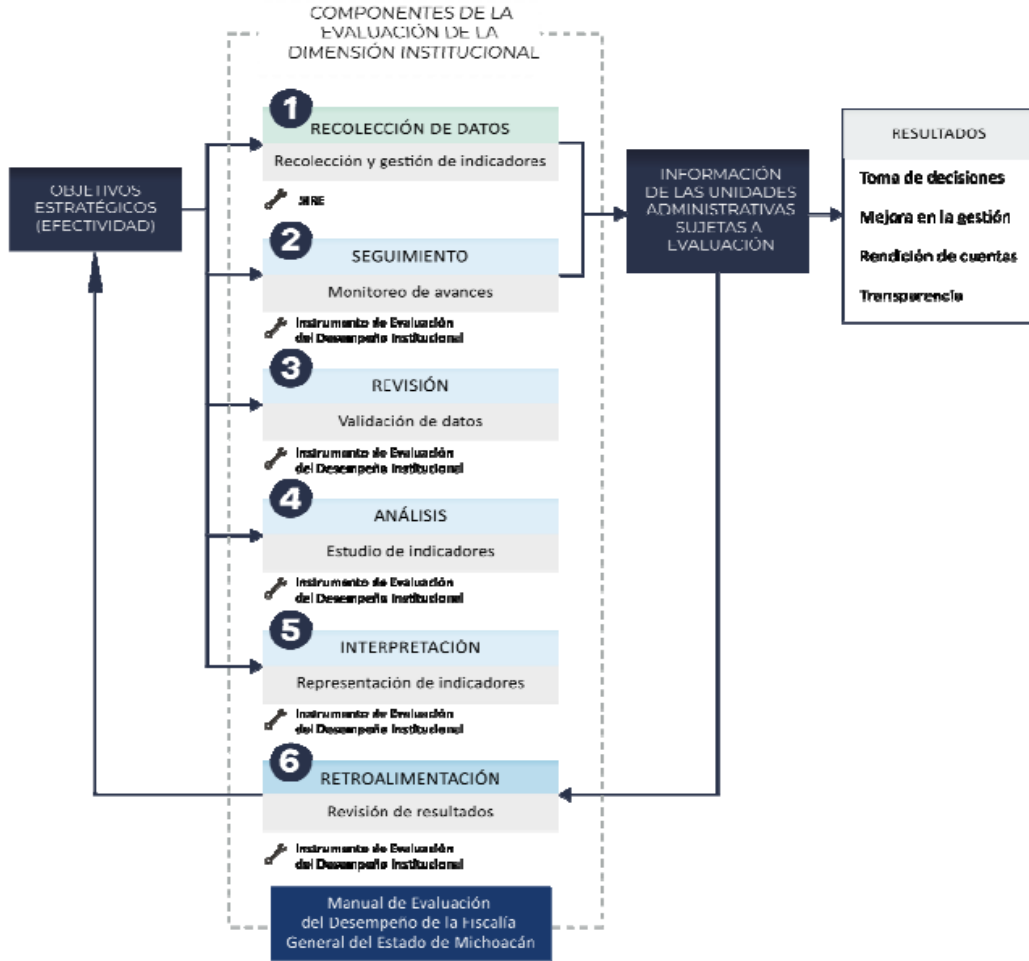 COMPONENTES DE LA
EVALUACIÓN DE LA
DIMENSIÓN INSTITUCIONAL
OBJETIVOS
ESTRATÉGICOS
(EFECTIVIDAD)
1
RECOLECCIÓN DE DATOS
Recolección y gestión de indicadores
2
SEGUIMIENTO
Monitoreo de avances
Instrumento de Evaluación
del Desempeño Institucional
3
REVISIÓN
Validación de datos
Instrumento de Evaluación
del Desempeño Institucional
4
ANÁLISIS
Estudio de indicadores
Instrumento de Evaluación
del Desempeño Institucional
5
INTERPRETACIÓN
Representación de indicadores
Instrumento de Evaluación
del Desempeño Institucional
6
RETROALIMENTACIÓN
Revisión de resultados
Instrumento de Evaluación
del Desempeño Institucional
Manual de Evaluación
del Desempeño de la Fiscalía
General del Estado de Michoacán
INFORMACIÓN
DE LAS UNIDADES
ADMINISTRATIVAS
SUJETAS A
EVALUACIÓN
RESULTADOS
Toma de decisiones
Mejora en la gestión
Rendición de cuentas
Transparencia